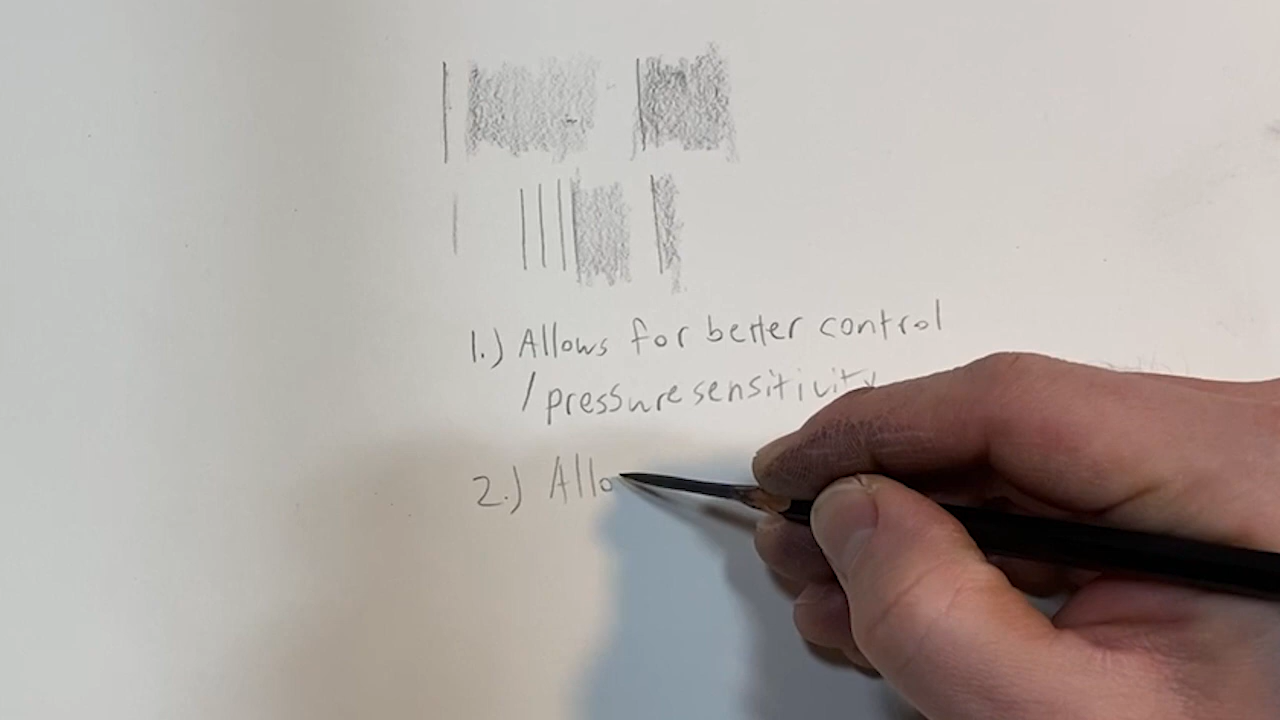 1.) Allows for better control
/pressure sensitivity
2.) Allo